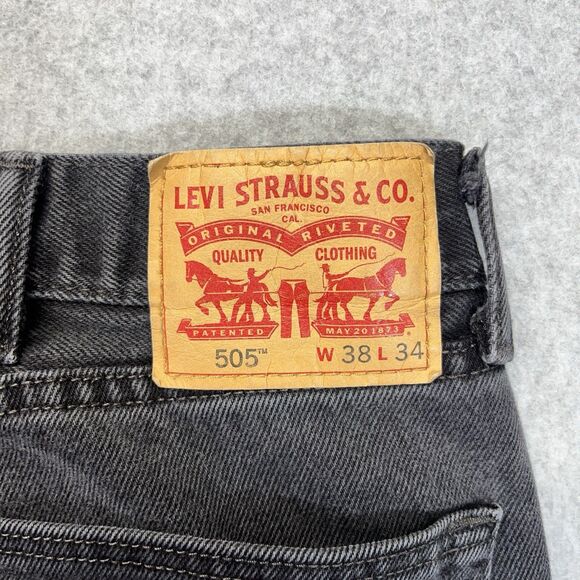 LEVI STRAUSS & CO.
SAN FRANCISCO
CAL.
ORIGINAL RIVETED
QUALITY CLOTHING
PATENTED MAY 20 1873
505™ W 38 L 34